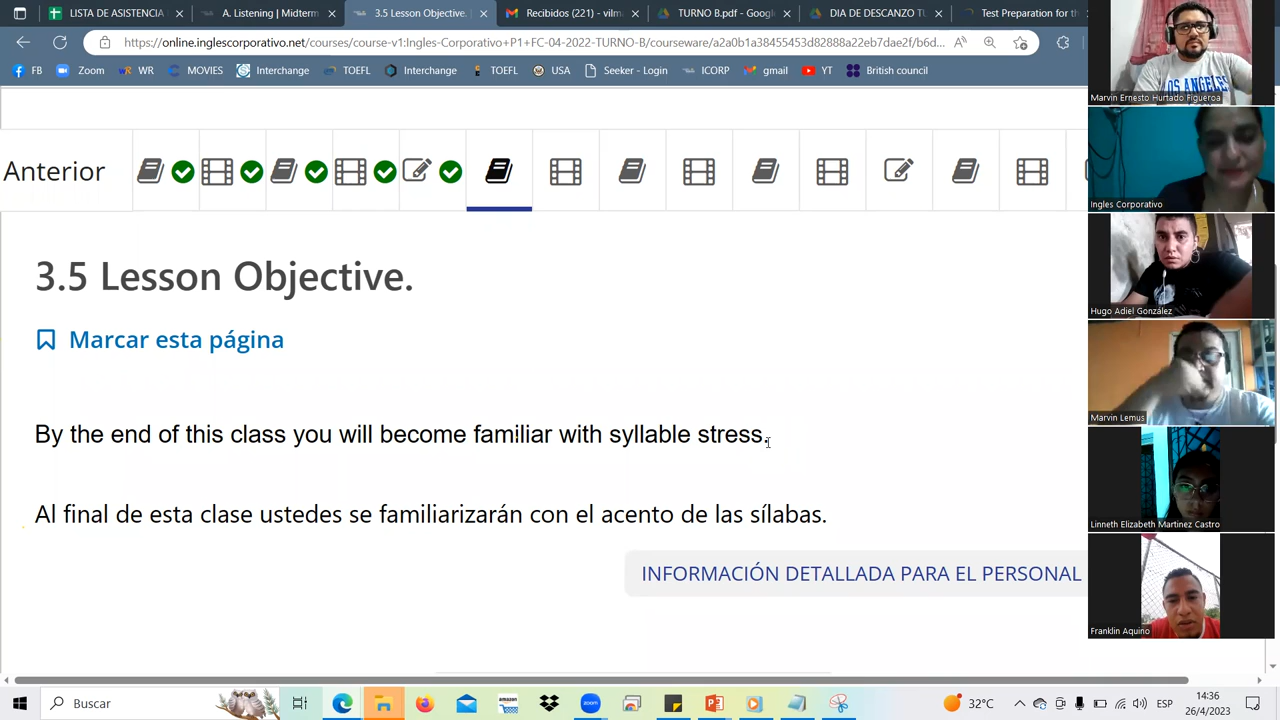 LISTA DE ASISTENCIA
A. Listening | Midterm
3.5 Lesson Objective.
Recibidos (221) - vilm
TURNO B.pdf - Google
DIA DE DESCANZO T
Test Preparation for th
https://online.inglescorporativo.net/courses/course-v1:Ingles-Corporativo+P1+FC-04-2022-TURNO-B/courseware/a2a0b1a38455453d82888a22eb7dae2f/b6d...
FB
Zoom
WR
MOVIES
Interchange
TOEFL
Interchange
TOEFL
USA
Seeker - Login
ICORP
gmail
YT
British council
Anterior
3.5 Lesson Objective.
Marcar esta página
By the end of this class you will become familiar with syllable stress.
Al final de esta clase ustedes se familiarizarán con el acento de las sílabas.
INFORMACIÓN DETALLADA PARA EL PERSONAL
LOS ANGELES
Marvin Ernesto Hurtado Figueroa
Ingles Corporativo
Hugo Adiel González
Marvin Lemus
Linneth Elizabeth Martinez Castro
Franklin Aquino
Buscar
amazon
zoom
32°C
ESP
14:36
26/4/2023